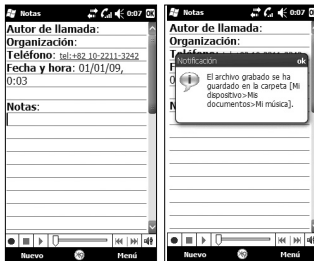 Notas 0:07 OK
Autor de llamada:
Organización:
Teléfono: tel:+82 10-2211-3242
Fecha y hora: 01/01/09,
0:03
Notas:
Nuevo Menú
Notas 0:07 OK
Autor de llamada:
Organización:
Notificación ok
El archivo grabado se ha
guardado en la carpeta [Mi
dispositivo>Mis
documentos>Mi música].
Nuevo Menú